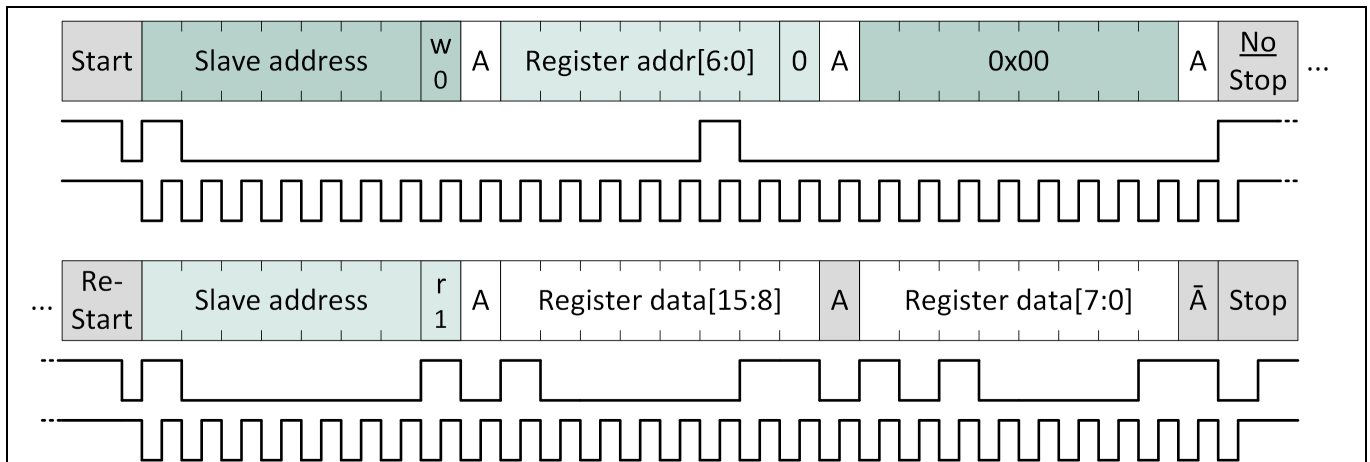 Start Slave address w 0 A Register addr[6:0] 0 A 0x00 A No Stop ...
... Re-Start Slave address r 1 A Register data[15:8] A Register data[7:0] Ā Stop